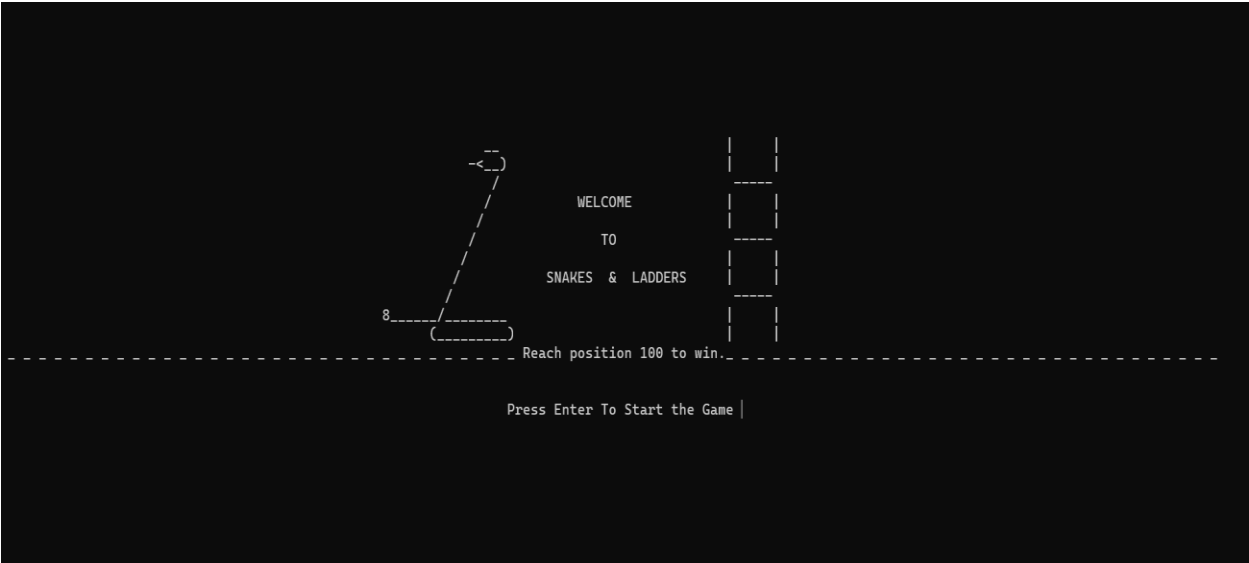 WELCOME
TO
SNAKES & LADDERS
Reach position 100 to win.
Press Enter To Start the Game